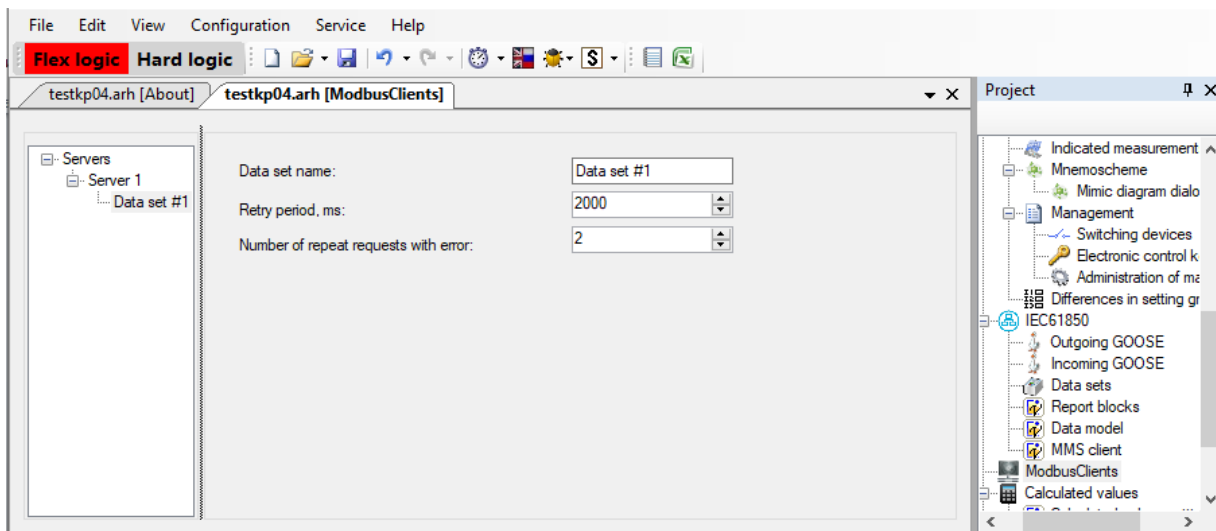 File Edit View Configuration Service Help
Flex logic Hard logic
testkp04.arh [About] testkp04.arh [ModbusClients]
Servers
Server 1
Data set #1
Data set name: Data set #1
Retry period, ms: 2000
Number of repeat requests with error: 2
Project
Indicated measurement
Mnemoscheme
Mimic diagram dialo
Management
Switching devices
Electronic control k
Administration of ma
Differences in setting gr
IEC61850
Outgoing GOOSE
Incoming GOOSE
Data sets
Report blocks
Data model
MMS client
ModbusClients
Calculated values